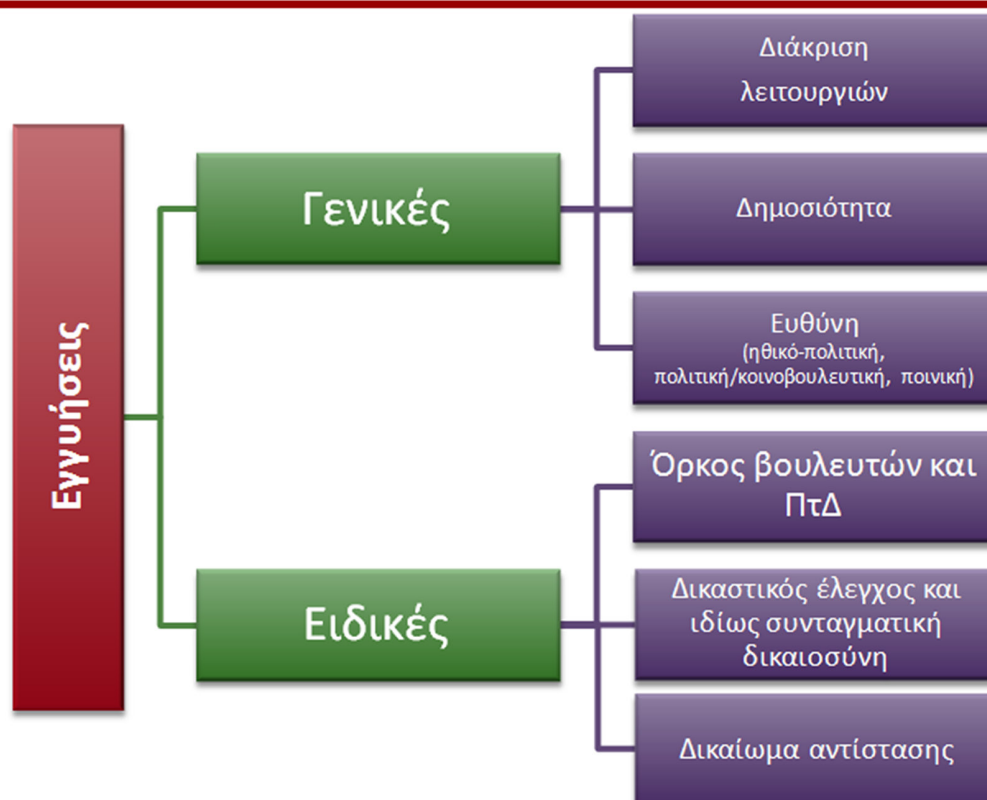 Εγγυήσεις
Γενικές
Διάκριση
λειτουργιών
Δημοσιότητα
Ευθύνη
(ηθικό-πολιτική,
πολιτική/κοινοβουλευτική, ποινική)
Ειδικές
Όρκος βουλευτών και
ΠτΔ
Δικαστικός έλεγχος και
ιδίως συνταγματική
δικαιοσύνη
Δικαίωμα αντίστασης